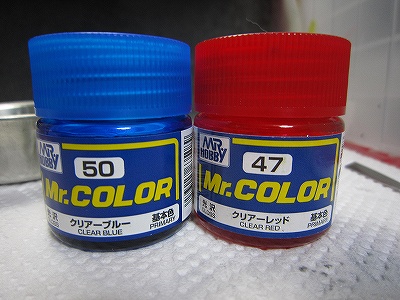 MR HOBBY
50
Mr.COLOR
光沢
GLOSS
クリアーブルー
CLEAR BLUE
基本色
PRIMARY
MR HOBBY
47
Mr.COLOR
光沢
GLOSS
クリアーレッド
CLEAR RED
基本色
PRIMARY